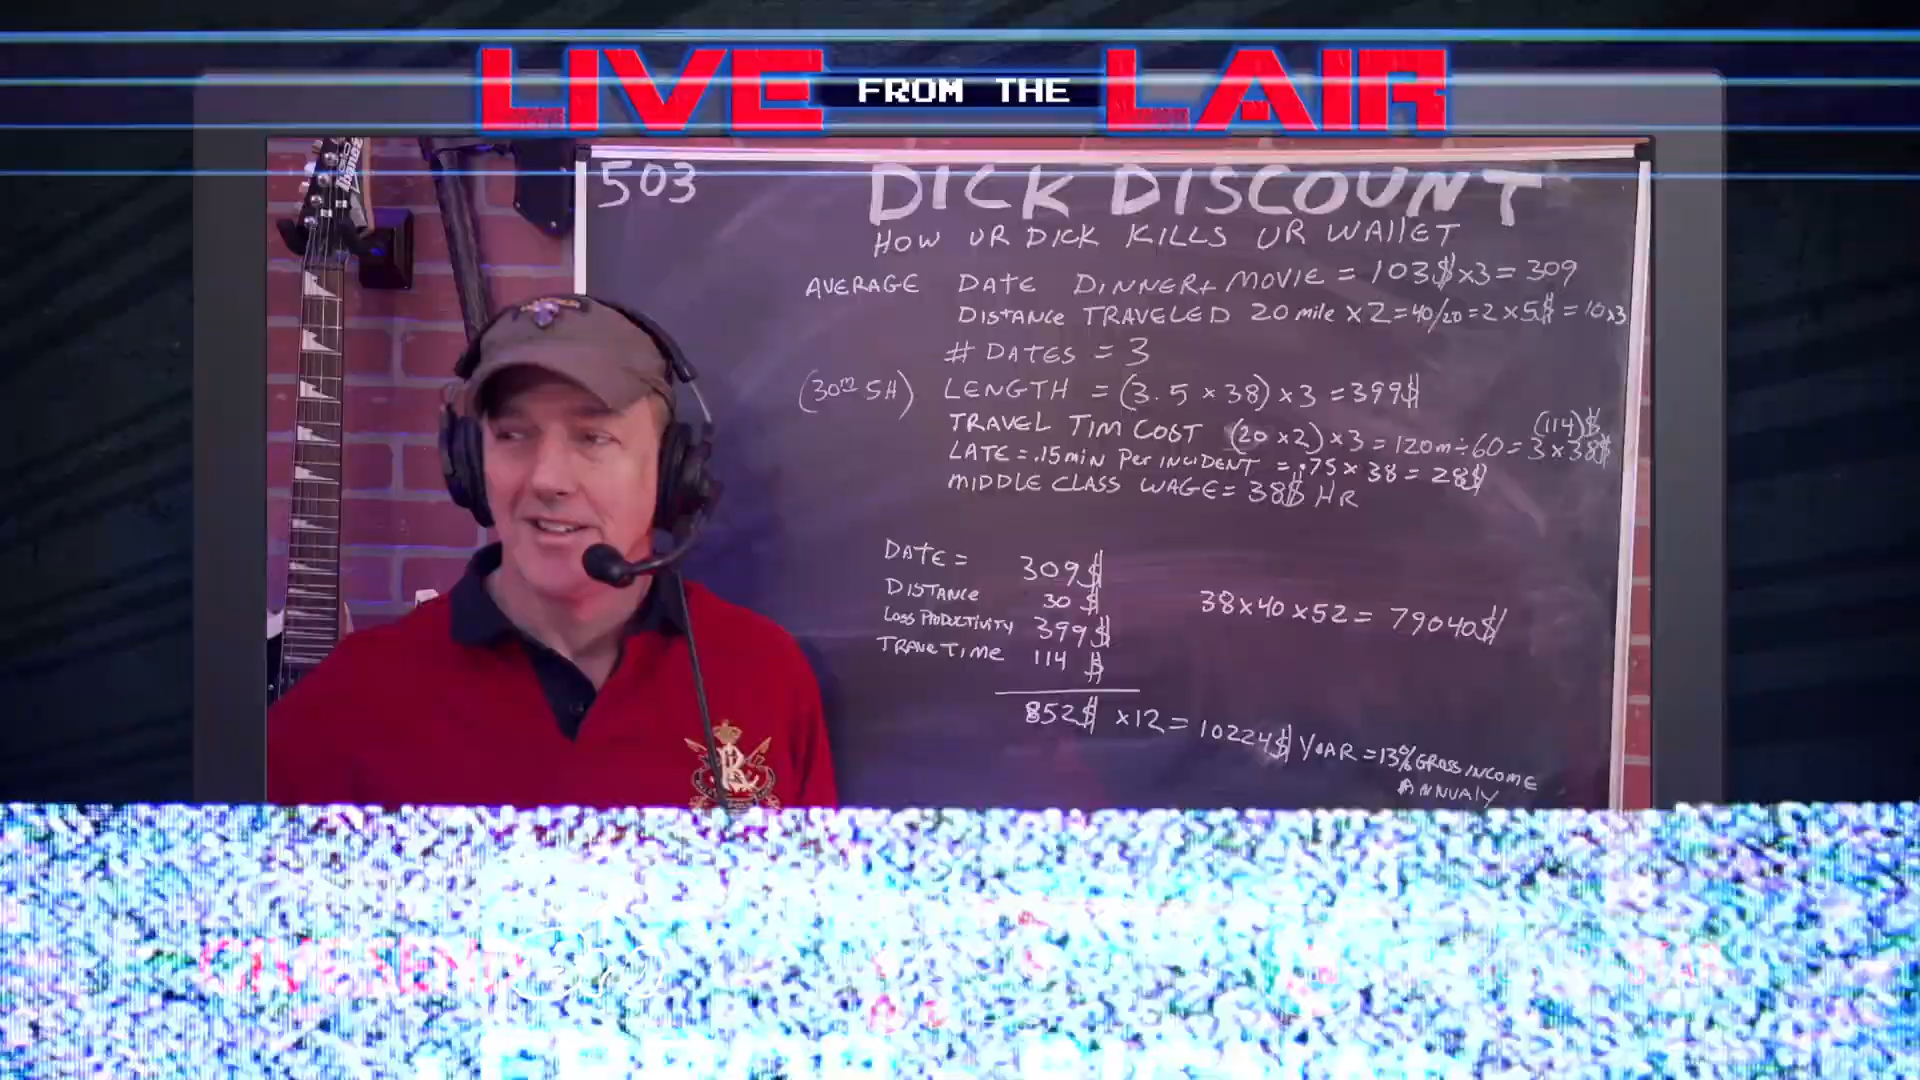 LIVE FROM THE LAIR
Ibanez
503
DICK DISCOUNT
HOW UR DICK KILLS UR WALLET
AVERAGE DATE DINNER+ MOVIE = 103$ x3 = 309
DISTANCE TRAVELED 20 mile x 2 = 40/20 = 2 x 5$ = 10 x3
# DATES = 3
(30m 5H) LENGTH = (3.5 x 38) x 3 = 399$
(114)$
TRAVEL TIM COST (20 x 2) x 3 = 120m ÷ 60 = 3 x 38$
LATE = .15 min Per INCIDENT = .75 x 38 = 28$
MIDDLE CLASS WAGE = 38$ HR
DATE = 309$
DISTANCE 30$
LOSS PRODUCTIVITY 399$
38 x 40 x 52 = 79040$
TRAVE TIME 114 $
852$ x12 = 10224$ YEAR = 13% GROSS INCOME
ANNUALY